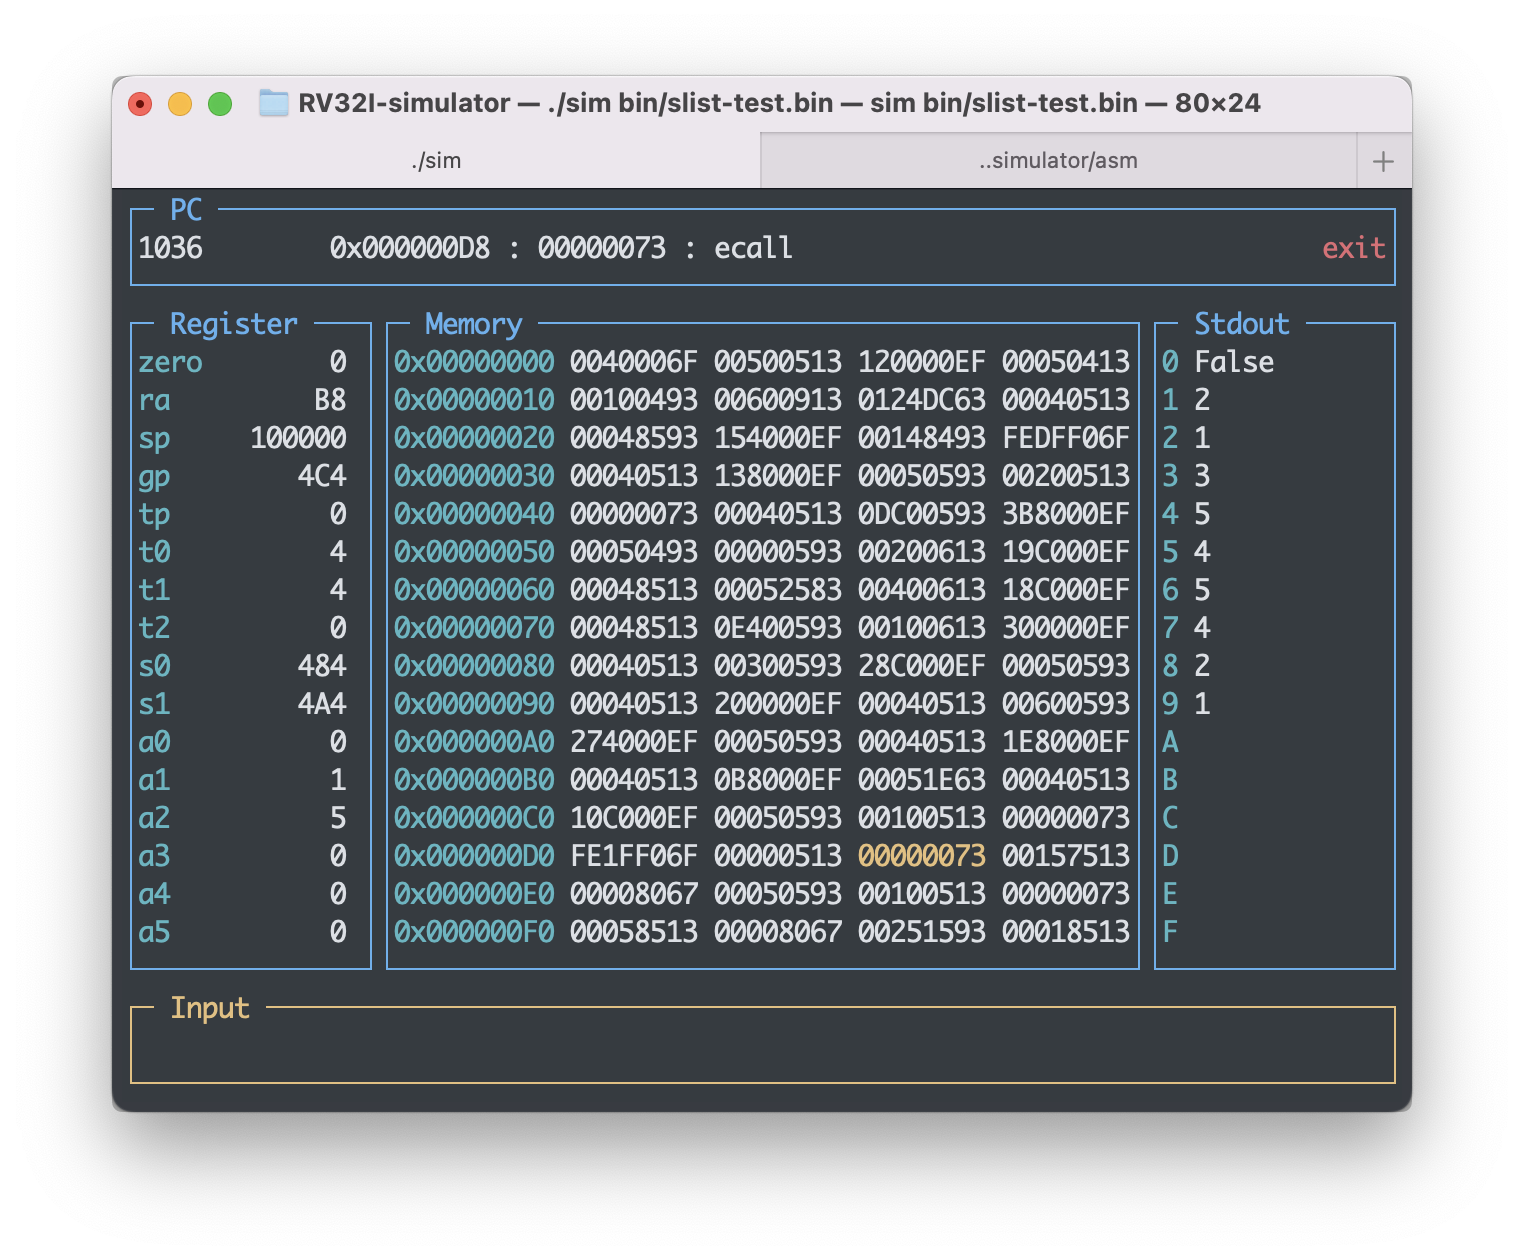 RV32I-simulator — ./sim bin/slist-test.bin — sim bin/slist-test.bin — 80×24
./sim ..simulator/asm +
PC
1036 0x000000D8 : 00000073 : ecall exit
Register Memory Stdout
zero 0 0x00000000 0040006F 00500513 120000EF 00050413 0 False
ra B8 0x00000010 00100493 00600913 0124DC63 00040513 1 2
sp 100000 0x00000020 00048593 154000EF 00148493 FEDFF06F 2 1
gp 4C4 0x00000030 00040513 138000EF 00050593 00200513 3 3
tp 0 0x00000040 00000073 00040513 0DC00593 3B8000EF 4 5
t0 4 0x00000050 00050493 00000593 00200613 19C000EF 5 4
t1 4 0x00000060 00048513 00052583 00400613 18C000EF 6 5
t2 0 0x00000070 00048513 0E400593 00100613 300000EF 7 4
s0 484 0x00000080 00040513 00300593 28C000EF 00050593 8 2
s1 4A4 0x00000090 00040513 200000EF 00040513 00600593 9 1
a0 0 0x000000A0 274000EF 00050593 00040513 1E8000EF A
a1 1 0x000000B0 00040513 0B8000EF 00051E63 00040513 B
a2 5 0x000000C0 10C000EF 00050593 00100513 00000073 C
a3 0 0x000000D0 FE1FF06F 00000513 00000073 00157513 D
a4 0 0x000000E0 00008067 00050593 00100513 00000073 E
a5 0 0x000000F0 00058513 00008067 00251593 00018513 F
Input